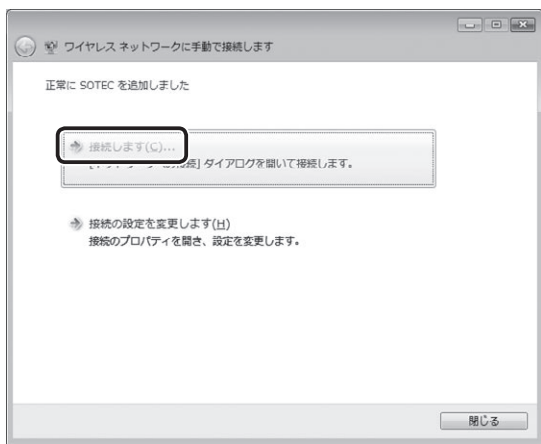 ワイヤレス ネットワークに手動で接続します
正常に SOTEC を追加しました
接続します(C)...
ダイアログを開いて接続します。
接続の設定を変更します(H)
接続のプロパティを開き、設定を変更します。
閉じる